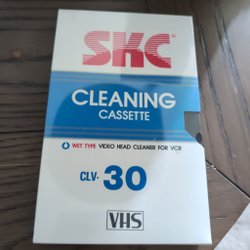 SKC
CLEANING
CASSETTE
WET TYPE VIDEO HEAD CLEANER FOR VCR
CLV-30
VHS